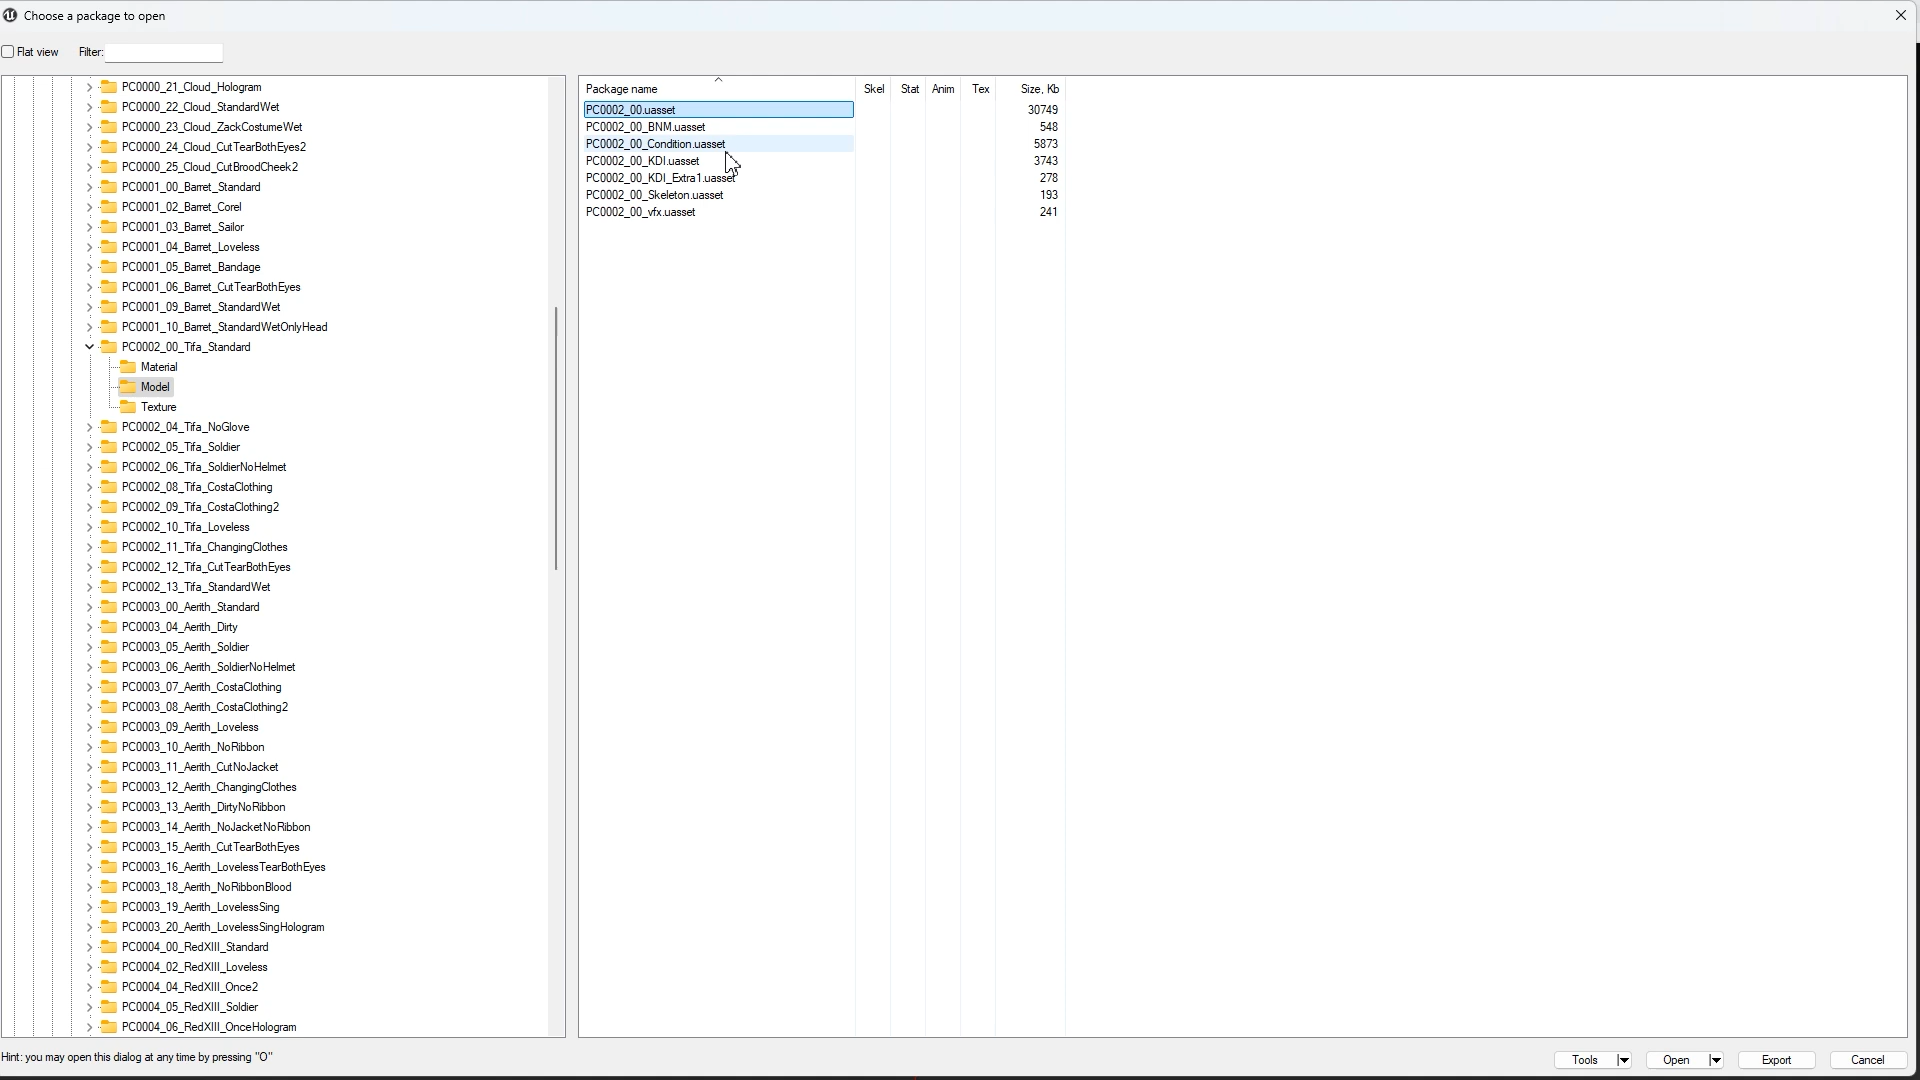 Choose a package to open
Flat view Filter:
PC0000_21_Cloud_Hologram
PC0000_22_Cloud_StandardWet
PC0000_23_Cloud_ZackCostumeWet
PC0000_24_Cloud_CutTearBothEyes2
PC0000_25_Cloud_CutBroodCheek2
PC0001_00_Barret_Standard
PC0001_02_Barret_Corel
PC0001_03_Barret_Sailor
PC0001_04_Barret_Loveless
PC0001_05_Barret_Bandage
PC0001_06_Barret_CutTearBothEyes
PC0001_09_Barret_StandardWet
PC0001_10_Barret_StandardWetOnlyHead
PC0002_00_Tifa_Standard
Material
Model
Texture
PC0002_04_Tifa_NoGlove
PC0002_05_Tifa_Soldier
PC0002_06_Tifa_SoldierNoHelmet
PC0002_08_Tifa_CostaClothing
PC0002_09_Tifa_CostaClothing2
PC0002_10_Tifa_Loveless
PC0002_11_Tifa_ChangingClothes
PC0002_12_Tifa_CutTearBothEyes
PC0002_13_Tifa_StandardWet
PC0003_00_Aerith_Standard
PC0003_04_Aerith_Dirty
PC0003_05_Aerith_Soldier
PC0003_06_Aerith_SoldierNoHelmet
PC0003_07_Aerith_CostaClothing
PC0003_08_Aerith_CostaClothing2
PC0003_09_Aerith_Loveless
PC0003_10_Aerith_NoRibbon
PC0003_11_Aerith_CutNoJacket
PC0003_12_Aerith_ChangingClothes
PC0003_13_Aerith_DirtyNoRibbon
PC0003_14_Aerith_NoJacketNoRibbon
PC0003_15_Aerith_CutTearBothEyes
PC0003_16_Aerith_LovelessTearBothEyes
PC0003_18_Aerith_NoRibbonBlood
PC0003_19_Aerith_LovelessSing
PC0003_20_Aerith_LovelessSingHologram
PC0004_00_RedXIII_Standard
PC0004_02_RedXIII_Loveless
PC0004_04_RedXIII_Once2
PC0004_05_RedXIII_Soldier
PC0004_06_RedXIII_OnceHologram
Package name Skel Stat Anim Tex Size, Kb
PC0002_00.uasset 30749
PC0002_00_BNM.uasset 548
PC0002_00_Condition.uasset 5873
PC0002_00_KDI.uasset 3743
PC0002_00_KDI_Extra1.uasset 278
PC0002_00_Skeleton.uasset 193
PC0002_00_vfx.uasset 241
Hint: you may open this dialog at any time by pressing "O"
Tools Open Export Cancel